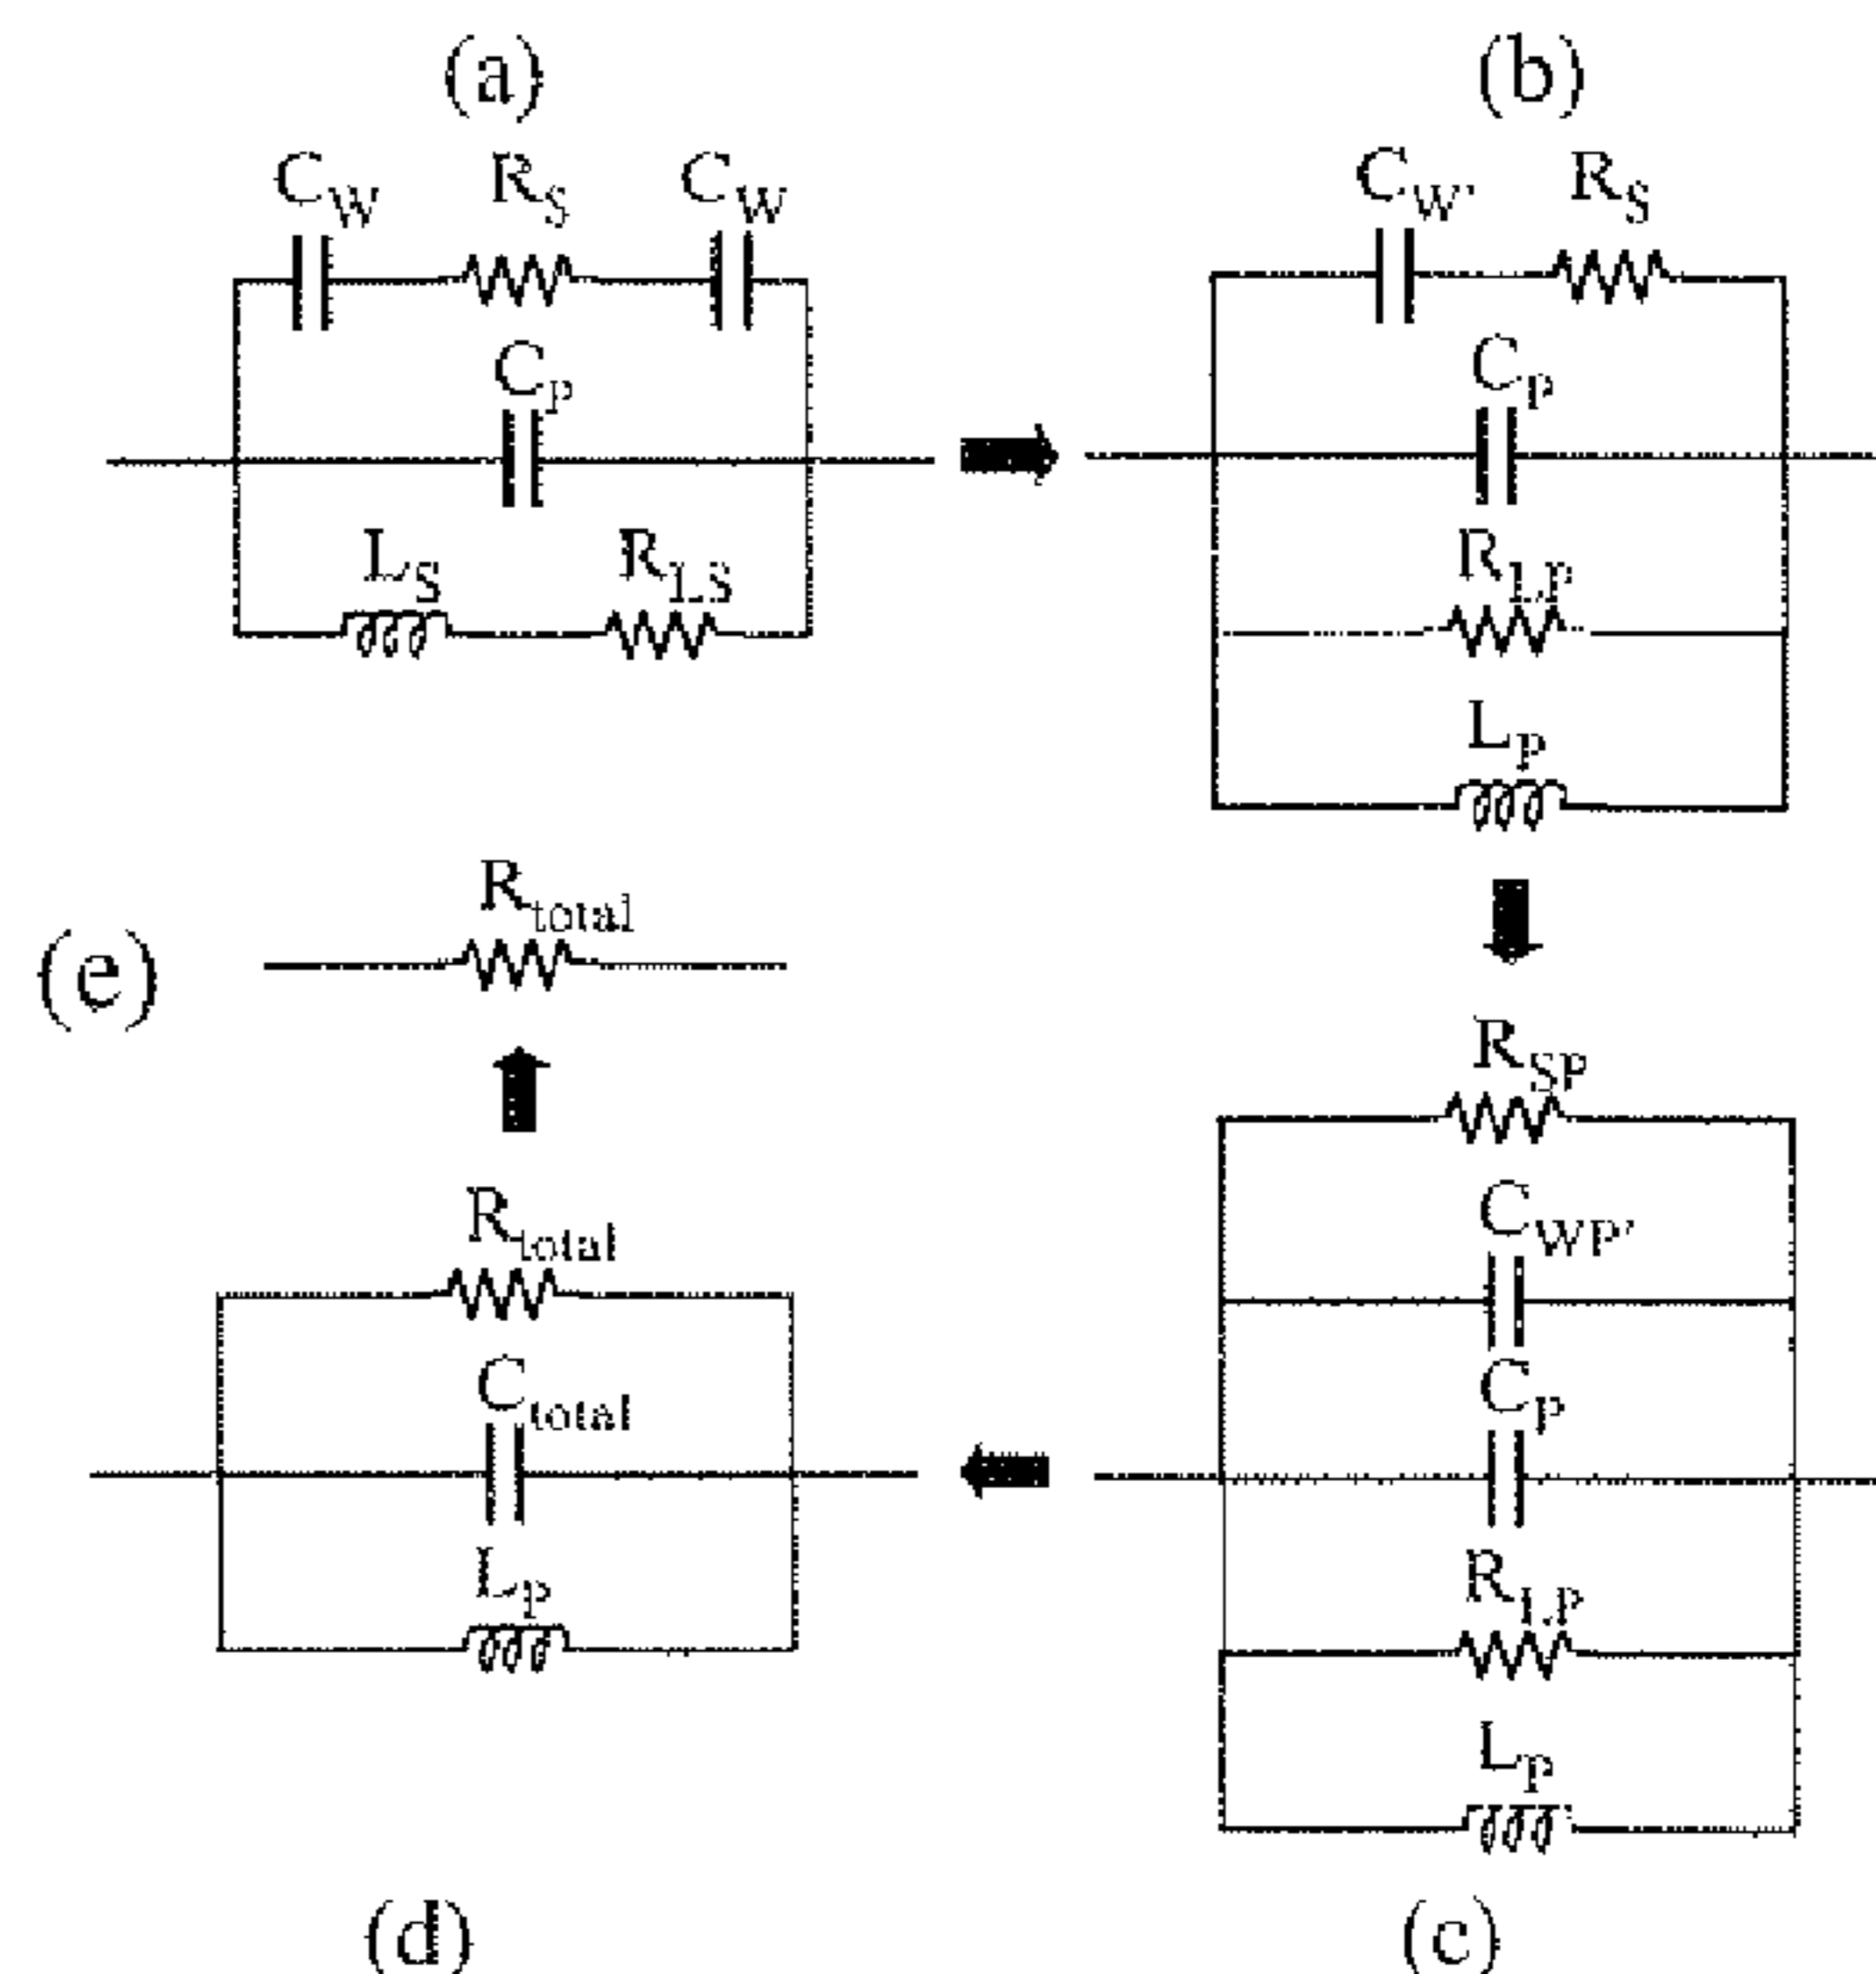 (a)
C_W R_S C_W
C_P
L_S R_LS
(b)
C_W' R_S
C_P
R_LP
L_P
R_SP
C_WP'
C_P
R_LP
L_P
(c)
R_total
C_total
L_P
(d)
R_total
(e)